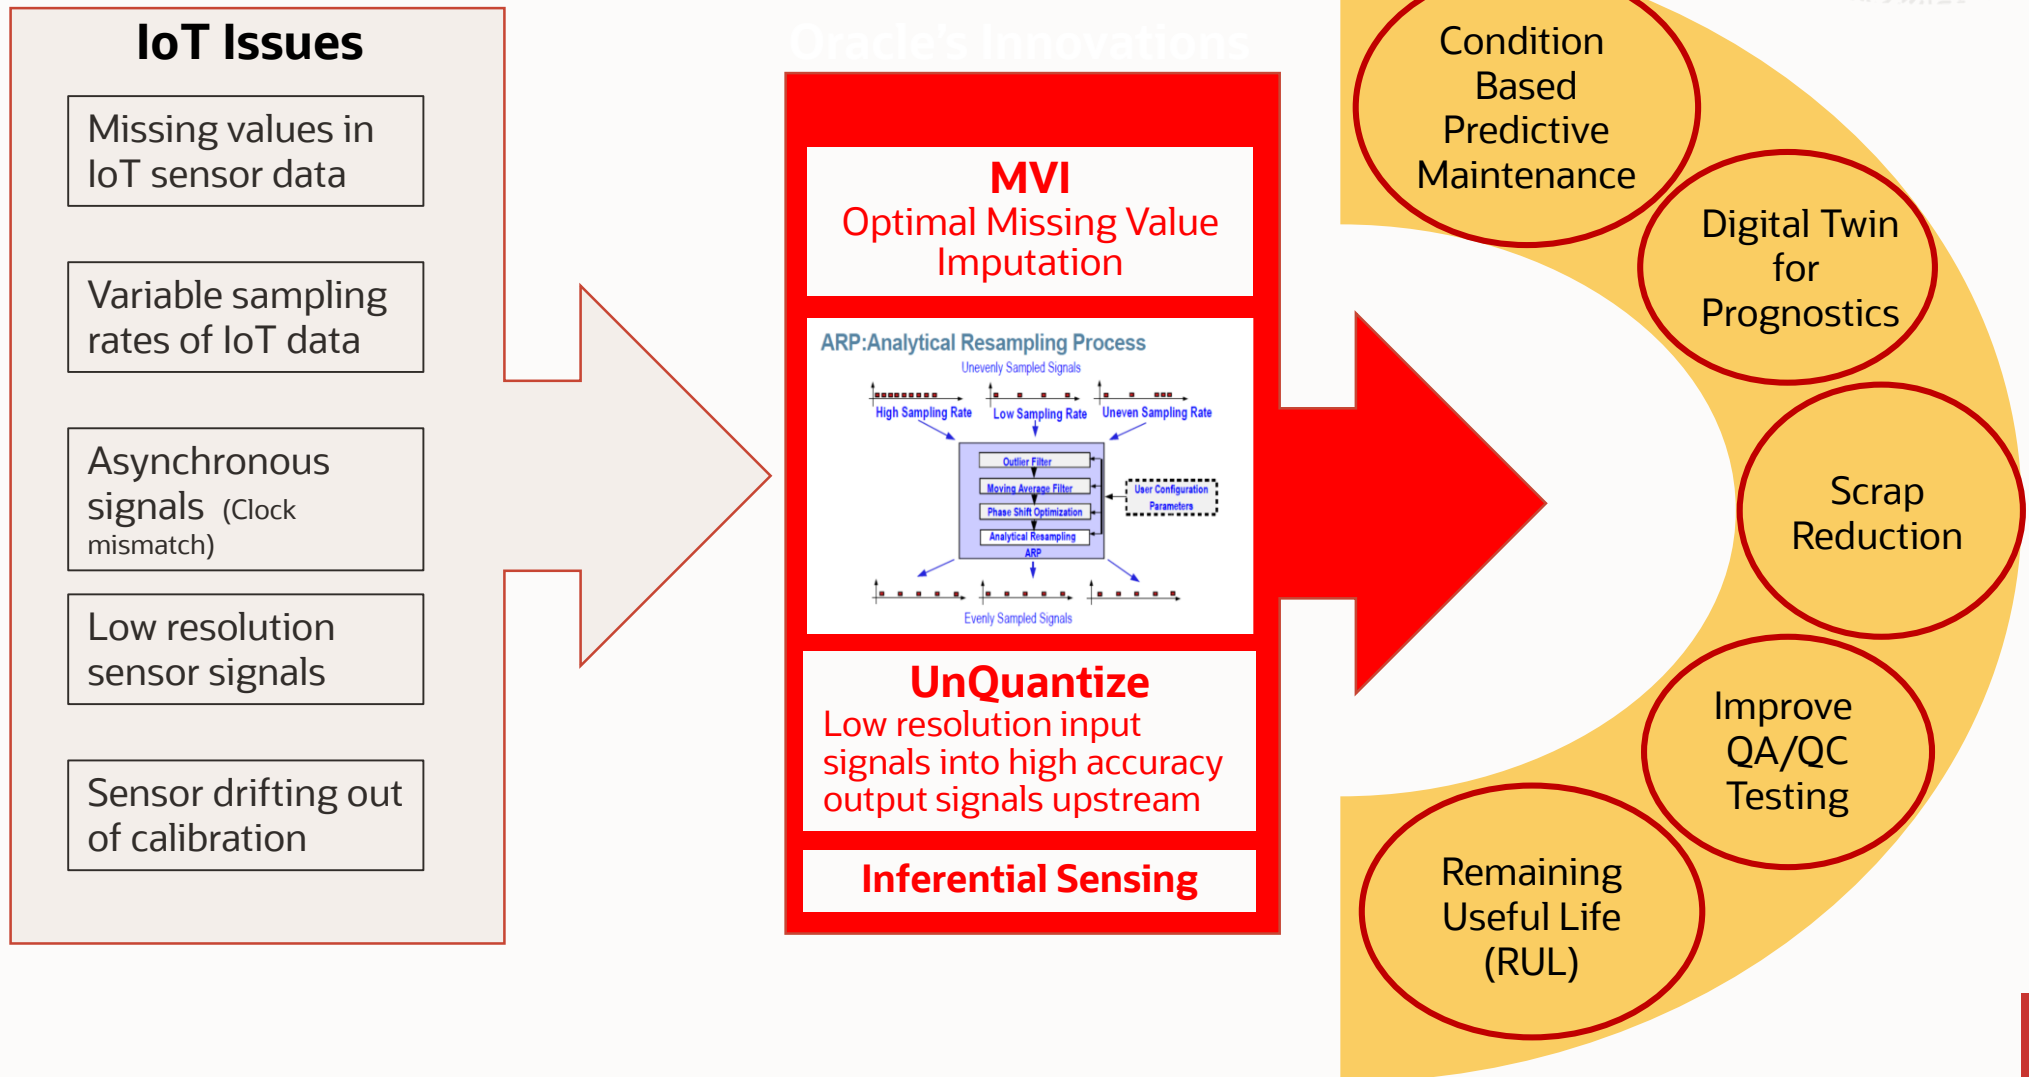 IoT Issues
Missing values in
IoT sensor data
Variable sampling
rates of IoT data
Asynchronous
signals (Clock
mismatch)
Low resolution
sensor signals
Sensor drifting out
of calibration
Oracle's Innovations
MVI
Optimal Missing Value
Imputation
ARP:Analytical Resampling Process
Unevenly Sampled Signals
High Sampling Rate
Low Sampling Rate
Uneven Sampling Rate
Outlier Filter
Moving Average Filter
Phase Shift Optimization
Analytical Resampling
ARP
User Configuration
Parameters
Evenly Sampled Signals
UnQuantize
Low resolution input
signals into high accuracy
output signals upstream
Inferential Sensing
Condition
Based
Predictive
Maintenance
Digital Twin
for
Prognostics
Scrap
Reduction
Improve
QA/QC
Testing
Remaining
Useful Life
(RUL)